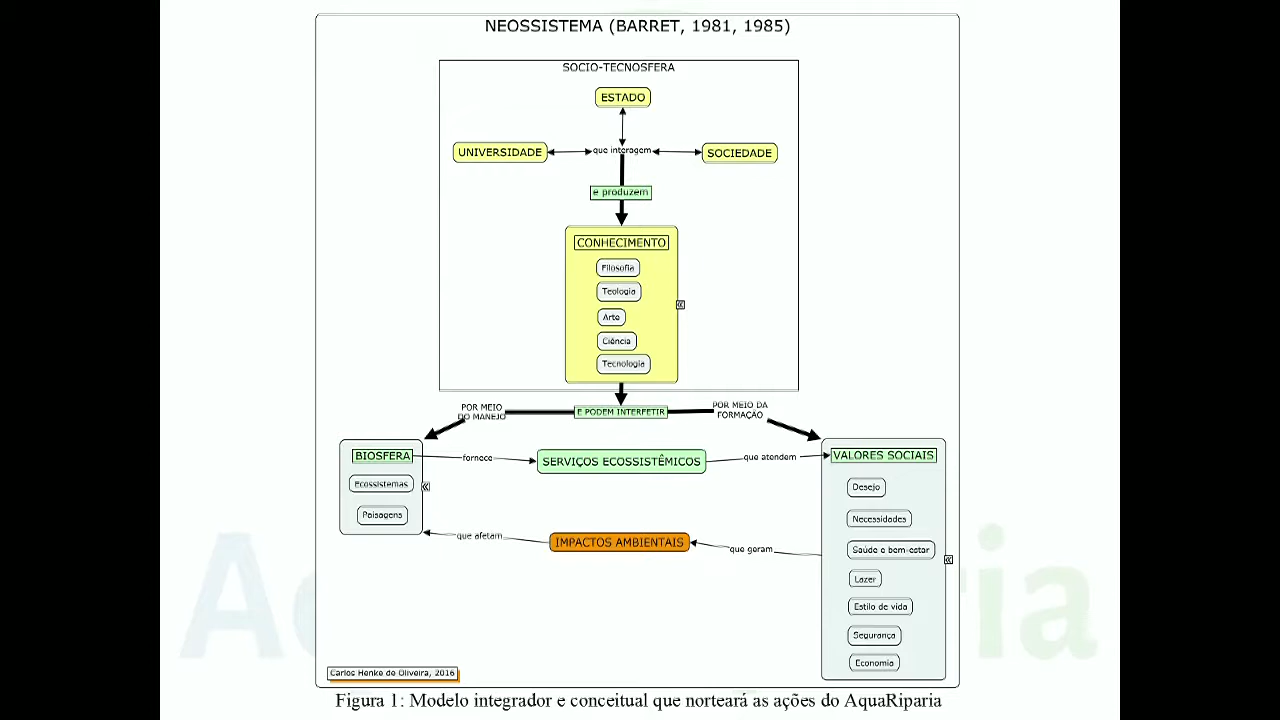 NEOSSISTEMA (BARRET, 1981, 1985)
SOCIO-TECNOSFERA
ESTADO
UNIVERSIDADE
que interagem
SOCIEDADE
e produzem
CONHECIMENTO
Filosofia
Teologia
Arte
Ciência
Tecnologia
POR MEIO
DO MANEJO
E PODEM INTERFETIR
POR MEIO DA
FORMAÇÃO
BIOSFERA
fornece
SERVIÇOS ECOSSISTÊMICOS
que atendem
VALORES SOCIAIS
Ecossistemas
Paisagens
Desejo
Necessidades
Saúde e bem-estar
Lazer
Estilo de vida
Segurança
Economia
que afetam
IMPACTOS AMBIENTAIS
que geram
Carlos Henke de Oliveira, 2016
Figura 1: Modelo integrador e conceitual que norteará as ações do AquaRiparia